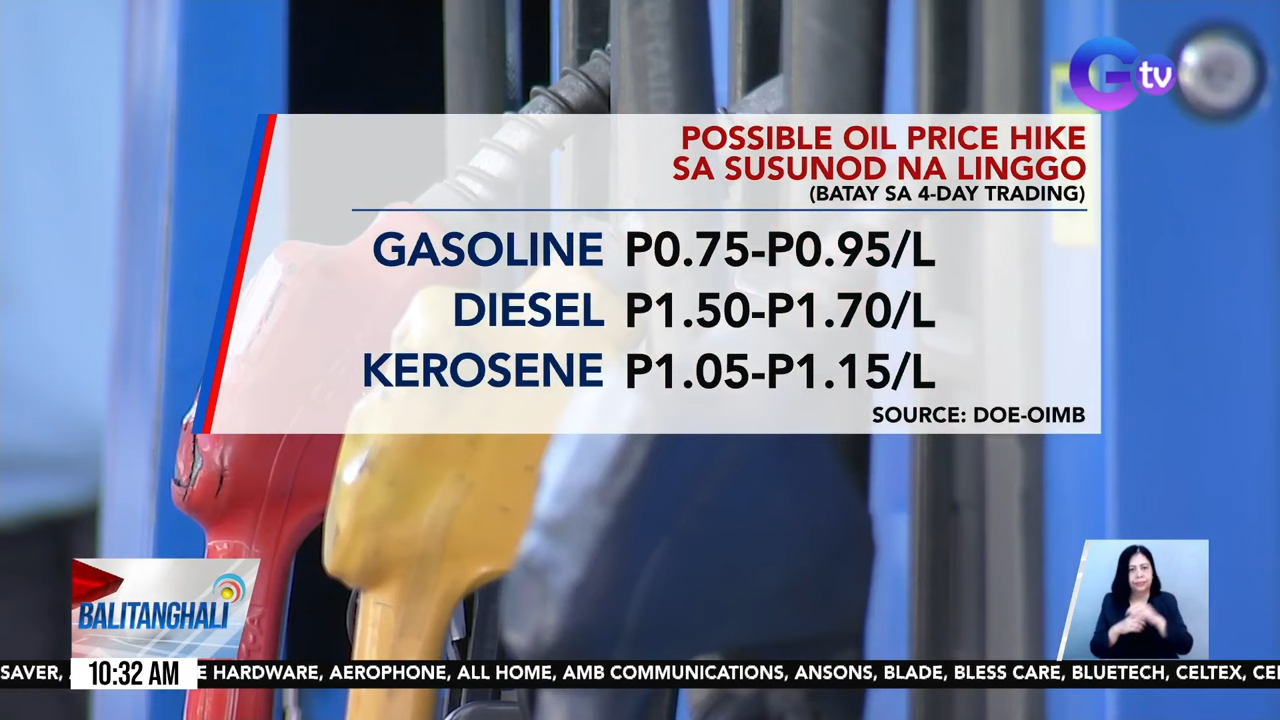 Gtv
POSSIBLE OIL PRICE HIKE
SA SUSUNOD NA LINGGO
(BATAY SA 4-DAY TRADING)
GASOLINE P0.75-P0.95/L
DIESEL P1.50-P1.70/L
KEROSENE P1.05-P1.15/L
SOURCE: DOE-OIMB
BALITANGHALI
SAVER, 10:32 AM HARDWARE, AEROPHONE, ALL HOME, AMB COMMUNICATIONS, ANSONS, BLADE, BLESS CARE, BLUETECH, CELTEX,